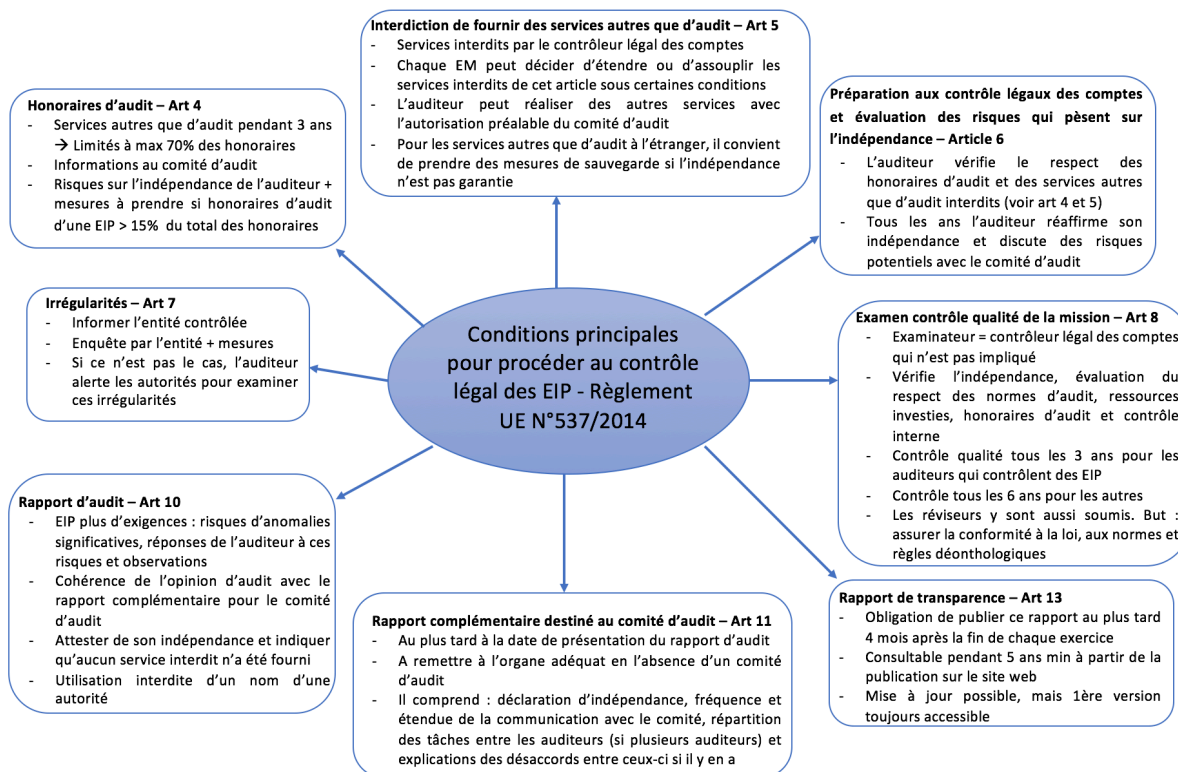 Interdiction de fournir des services autres que d'audit – Art 5
- Services interdits par le contrôleur légal des comptes
- Chaque EM peut décider d'étendre ou d'assouplir les
services interdits de cet article sous certaines conditions
- L'auditeur peut réaliser des autres services avec
l'autorisation préalable du comité d'audit
- Pour les services autres que d'audit à l'étranger, il convient
de prendre des mesures de sauvegarde si l'indépendance
n'est pas garantie
Honoraires d'audit – Art 4
- Services autres que d'audit pendant 3 ans
→ Limités à max 70% des honoraires
- Informations au comité d'audit
- Risques sur l'indépendance de l'auditeur +
mesures à prendre si honoraires d'audit
d'une EIP > 15% du total des honoraires
Préparation aux contrôle légaux des comptes
et évaluation des risques qui pèsent sur
l'indépendance – Article 6
- L'auditeur vérifie le respect des
honoraires d'audit et des services autres
que d'audit interdits (voir art 4 et 5)
- Tous les ans l'auditeur réaffirme son
indépendance et discute des risques
potentiels avec le comité d'audit
Irrégularités – Art 7
- Informer l'entité contrôlée
- Enquête par l'entité + mesures
- Si ce n'est pas le cas, l'auditeur
alerte les autorités pour examiner
ces irrégularités
Conditions principales
pour procéder au contrôle
légal des EIP - Règlement
UE N°537/2014
Examen contrôle qualité de la mission – Art 8
- Examinateur = contrôleur légal des comptes
qui n'est pas impliqué
- Vérifie l'indépendance, évaluation du
respect des normes d'audit, ressources
investies, honoraires d'audit et contrôle
interne
- Contrôle qualité tous les 3 ans pour les
auditeurs qui contrôlent des EIP
- Contrôle tous les 6 ans pour les autres
- Les réviseurs y sont aussi soumis. But :
assurer la conformité à la loi, aux normes et
règles déonthologiques
Rapport d'audit – Art 10
- EIP plus d'exigences : risques d'anomalies
significatives, réponses de l'auditeur à ces
risques et observations
- Cohérence de l'opinion d'audit avec le
rapport complémentaire pour le comité
d'audit
- Attester de son indépendance et indiquer
qu'aucun service interdit n'a été fourni
- Utilisation interdite d'un nom d'une
autorité
Rapport complémentaire destiné au comité d'audit – Art 11
- Au plus tard à la date de présentation du rapport d'audit
- A remettre à l'organe adéquat en l'absence d'un comité
d'audit
- Il comprend : déclaration d'indépendance, fréquence et
étendue de la communication avec le comité, répartition
des tâches entre les auditeurs (si plusieurs auditeurs) et
explications des désaccords entre ceux-ci si il y en a
Rapport de transparence – Art 13
- Obligation de publier ce rapport au plus tard
4 mois après la fin de chaque exercice
- Consultable pendant 5 ans min à partir de la
publication sur le site web
- Mise à jour possible, mais 1ère version
toujours accessible